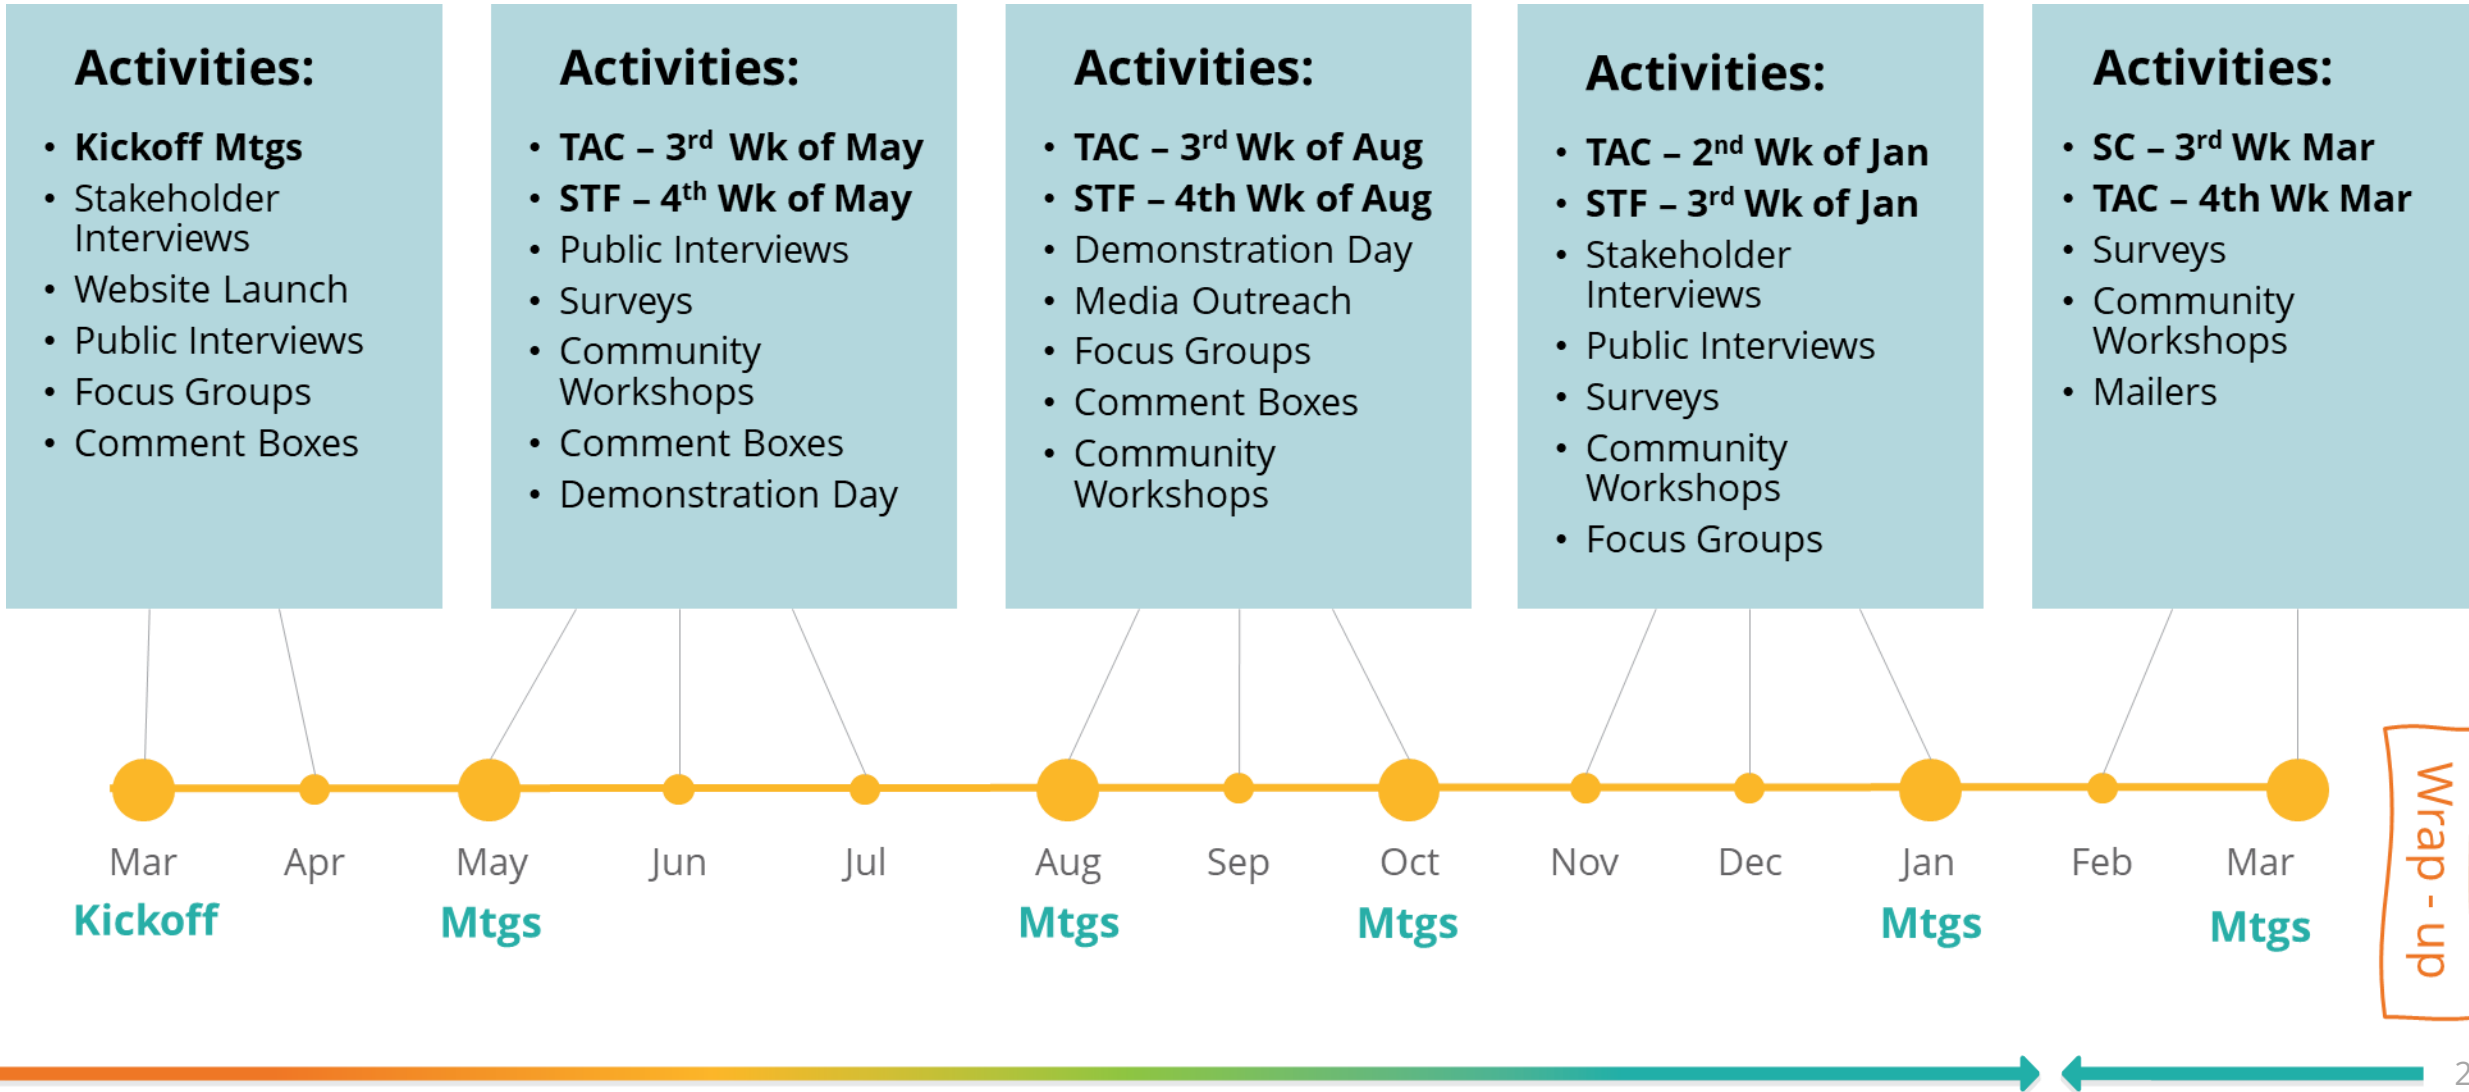 Activities:
• Kickoff Mtgs
• Stakeholder
Interviews
• Website Launch
• Public Interviews
• Focus Groups
• Comment Boxes
Activities:
• TAC – 3rd Wk of May
• STF – 4th Wk of May
• Public Interviews
• Surveys
• Community
Workshops
• Comment Boxes
• Demonstration Day
Activities:
• TAC – 3rd Wk of Aug
• STF – 4th Wk of Aug
• Demonstration Day
• Media Outreach
• Focus Groups
• Comment Boxes
• Community
Workshops
Activities:
• TAC – 2nd Wk of Jan
• STF – 3rd Wk of Jan
• Stakeholder
Interviews
• Public Interviews
• Surveys
• Community
Workshops
• Focus Groups
Activities:
• SC – 3rd Wk Mar
• TAC – 4th Wk Mar
• Surveys
• Community
Workshops
• Mailers
Mar Apr May Jun Jul Aug Sep Oct Nov Dec Jan Feb Mar
Kickoff Mtgs Mtgs Mtgs Mtgs Mtgs
Wrap - up